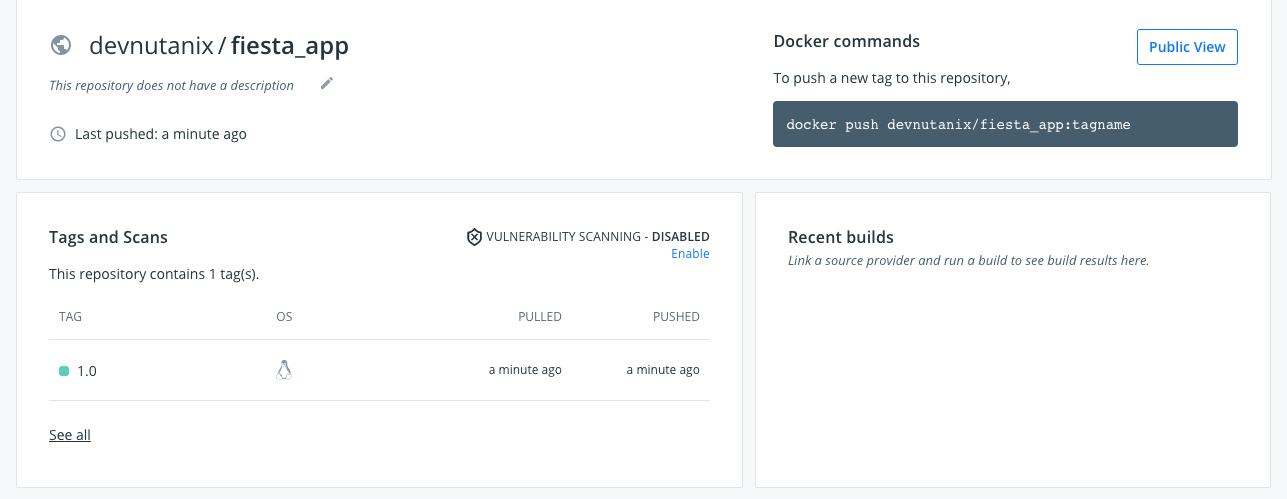 devnutanix / fiesta_app
This repository does not have a description
Last pushed: a minute ago
Docker commands
Public View
To push a new tag to this repository,
docker push devnutanix/fiesta_app:tagname
Tags and Scans
VULNERABILITY SCANNING - DISABLED
Enable
This repository contains 1 tag(s).
TAG OS PULLED PUSHED
1.0 a minute ago a minute ago
See all
Recent builds
Link a source provider and run a build to see build results here.